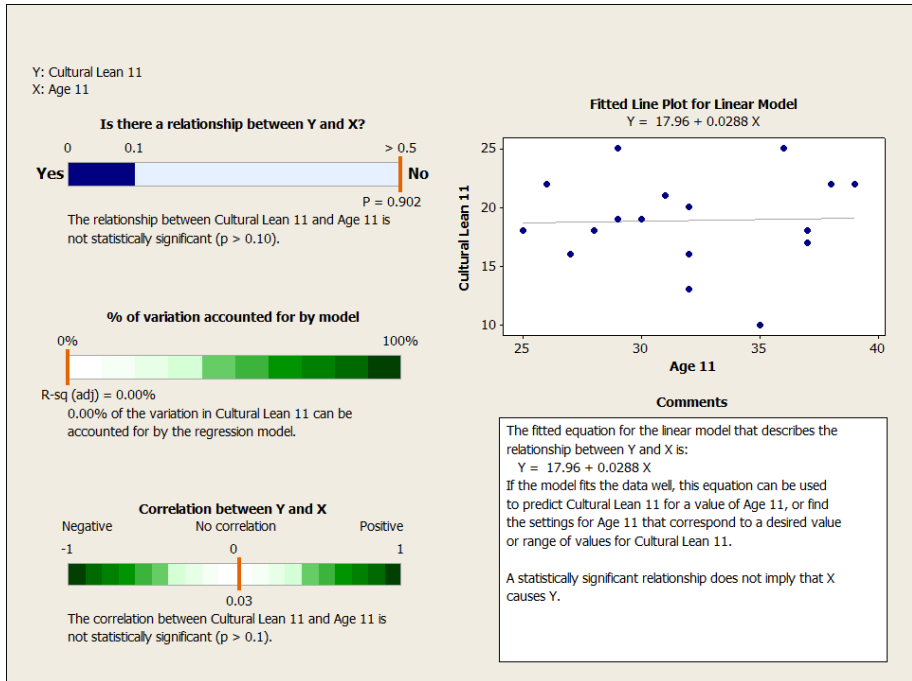 Y: Cultural Lean 11
X: Age 11
Is there a relationship between Y and X?
0 0.1 > 0.5
Yes No
P = 0.902
The relationship between Cultural Lean 11 and Age 11 is
not statistically significant (p > 0.10).
% of variation accounted for by model
0% 100%
R-sq (adj) = 0.00%
0.00% of the variation in Cultural Lean 11 can be
accounted for by the regression model.
Correlation between Y and X
Negative No correlation Positive
-1 0 1
0.03
The correlation between Cultural Lean 11 and Age 11 is
not statistically significant (p > 0.1).
Fitted Line Plot for Linear Model
Y = 17.96 + 0.0288 X
Cultural Lean 11
25
20
15
10
25 30 35 40
Age 11
Comments
The fitted equation for the linear model that describes the
relationship between Y and X is:
Y = 17.96 + 0.0288 X
If the model fits the data well, this equation can be used
to predict Cultural Lean 11 for a value of Age 11, or find
the settings for Age 11 that correspond to a desired value
or range of values for Cultural Lean 11.
A statistically significant relationship does not imply that X
causes Y.